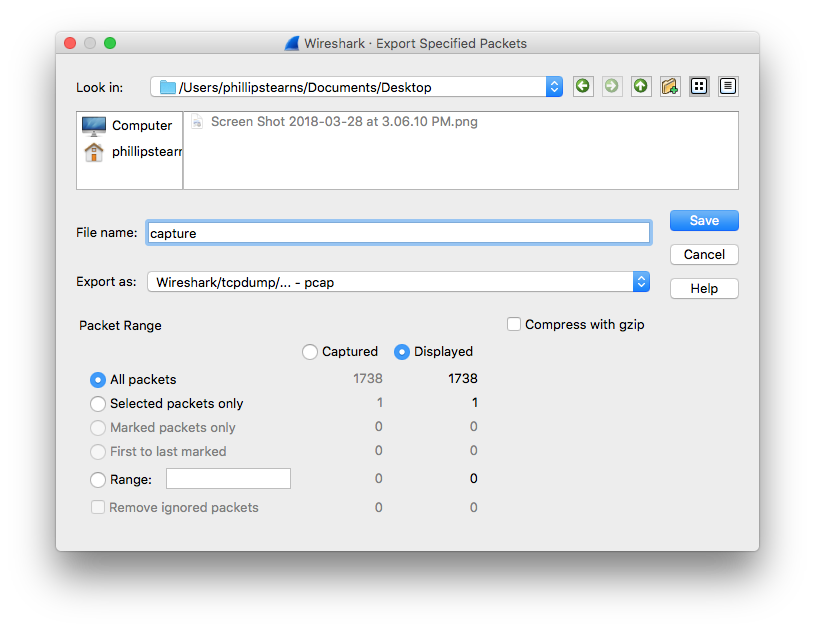 Wireshark · Export Specified Packets
Look in: /Users/phillipstearns/Documents/Desktop
Computer
phillipstearn
Screen Shot 2018-03-28 at 3.06.10 PM.png
File name: capture
Save
Cancel
Export as: Wireshark/tcpdump/... - pcap
Help
Packet Range
Compress with gzip
Captured Displayed
All packets 1738 1738
Selected packets only 1 1
Marked packets only 0 0
First to last marked 0 0
Range: 0 0
Remove ignored packets 0 0